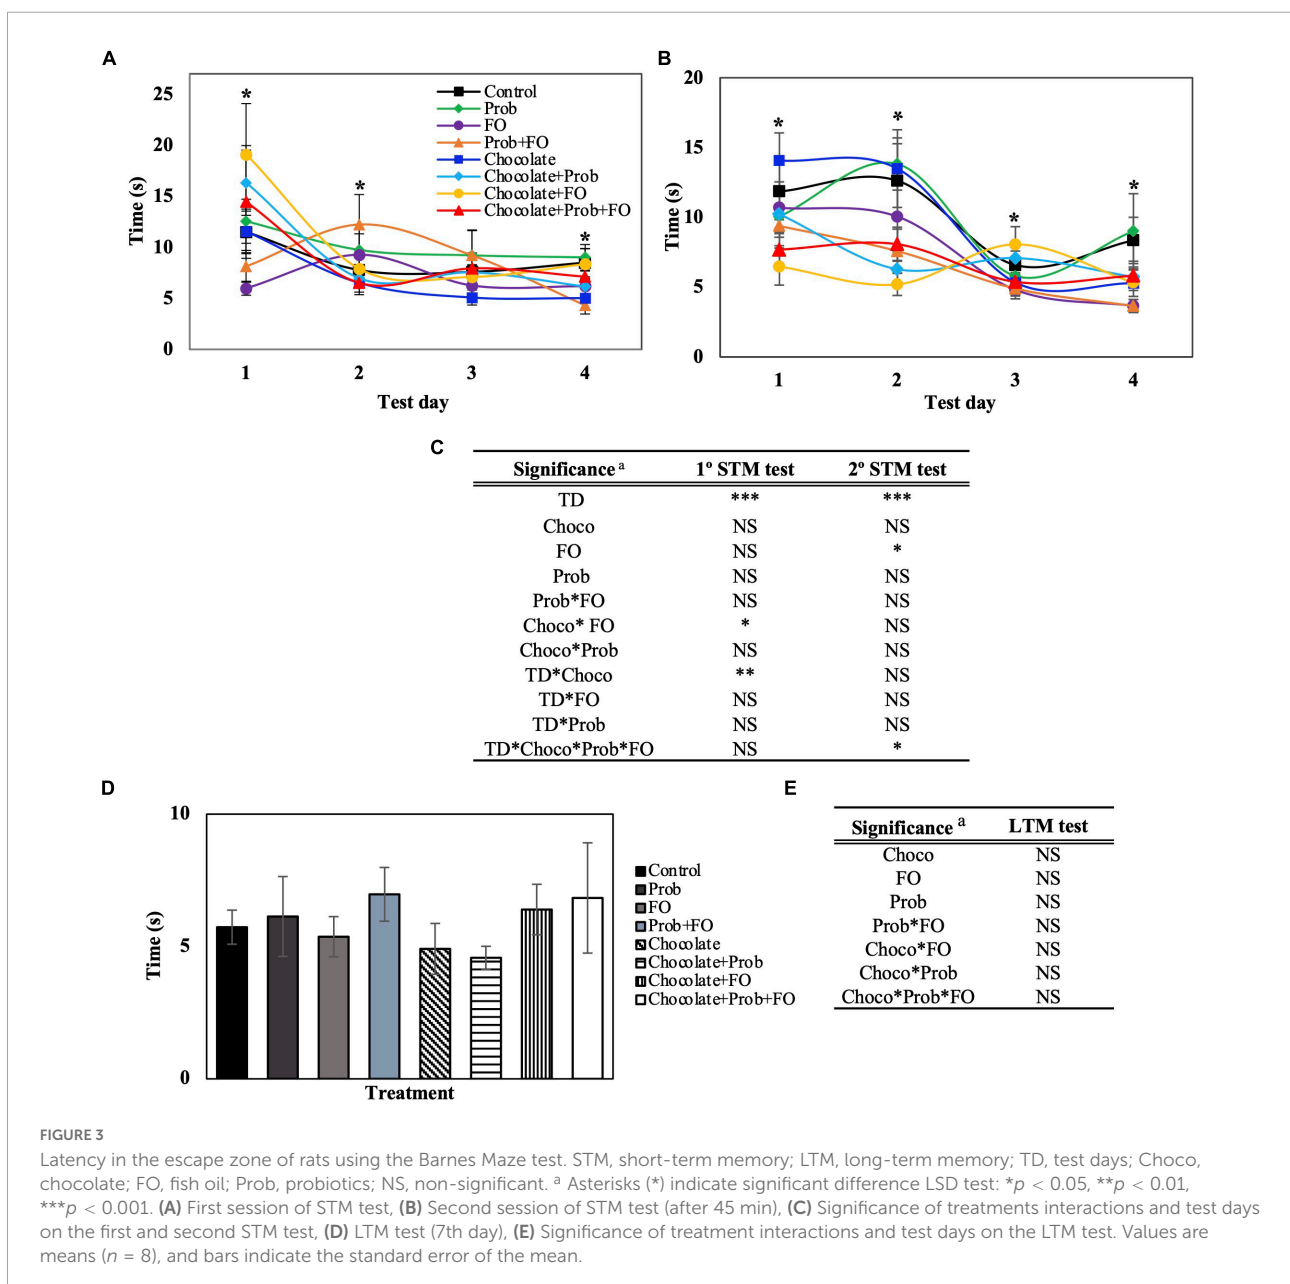 A
*
*
*
25
20
15
10
5
0
Time (s)
1 2 3 4
Test day
Control
Prob
FO
Prob+FO
Chocolate
Chocolate+Prob
Chocolate+FO
Chocolate+Prob+FO
B
*
*
*
*
20
15
10
5
0
Time (s)
1 2 3 4
Test day
C
Significance a 1º STM test 2º STM test
TD *** ***
Choco NS NS
FO NS *
Prob NS NS
Prob*FO NS NS
Choco* FO * NS
Choco*Prob NS NS
TD*Choco ** NS
TD*FO NS NS
TD*Prob NS NS
TD*Choco*Prob*FO NS *
D
10
5
0
Time (s)
Treatment
Control
Prob
FO
Prob+FO
Chocolate
Chocolate+Prob
Chocolate+FO
Chocolate+Prob+FO
E
Significance a LTM test
Choco NS
FO NS
Prob NS
Prob*FO NS
Choco*FO NS
Choco*Prob NS
Choco*Prob*FO NS
FIGURE 3
Latency in the escape zone of rats using the Barnes Maze test. STM, short-term memory; LTM, long-term memory; TD, test days; Choco,
chocolate; FO, fish oil; Prob, probiotics; NS, non-significant. a Asterisks (*) indicate significant difference LSD test: *p < 0.05, **p < 0.01,
***p < 0.001. (A) First session of STM test, (B) Second session of STM test (after 45 min), (C) Significance of treatments interactions and test days
on the first and second STM test, (D) LTM test (7th day), (E) Significance of treatment interactions and test days on the LTM test. Values are
means (n = 8), and bars indicate the standard error of the mean.